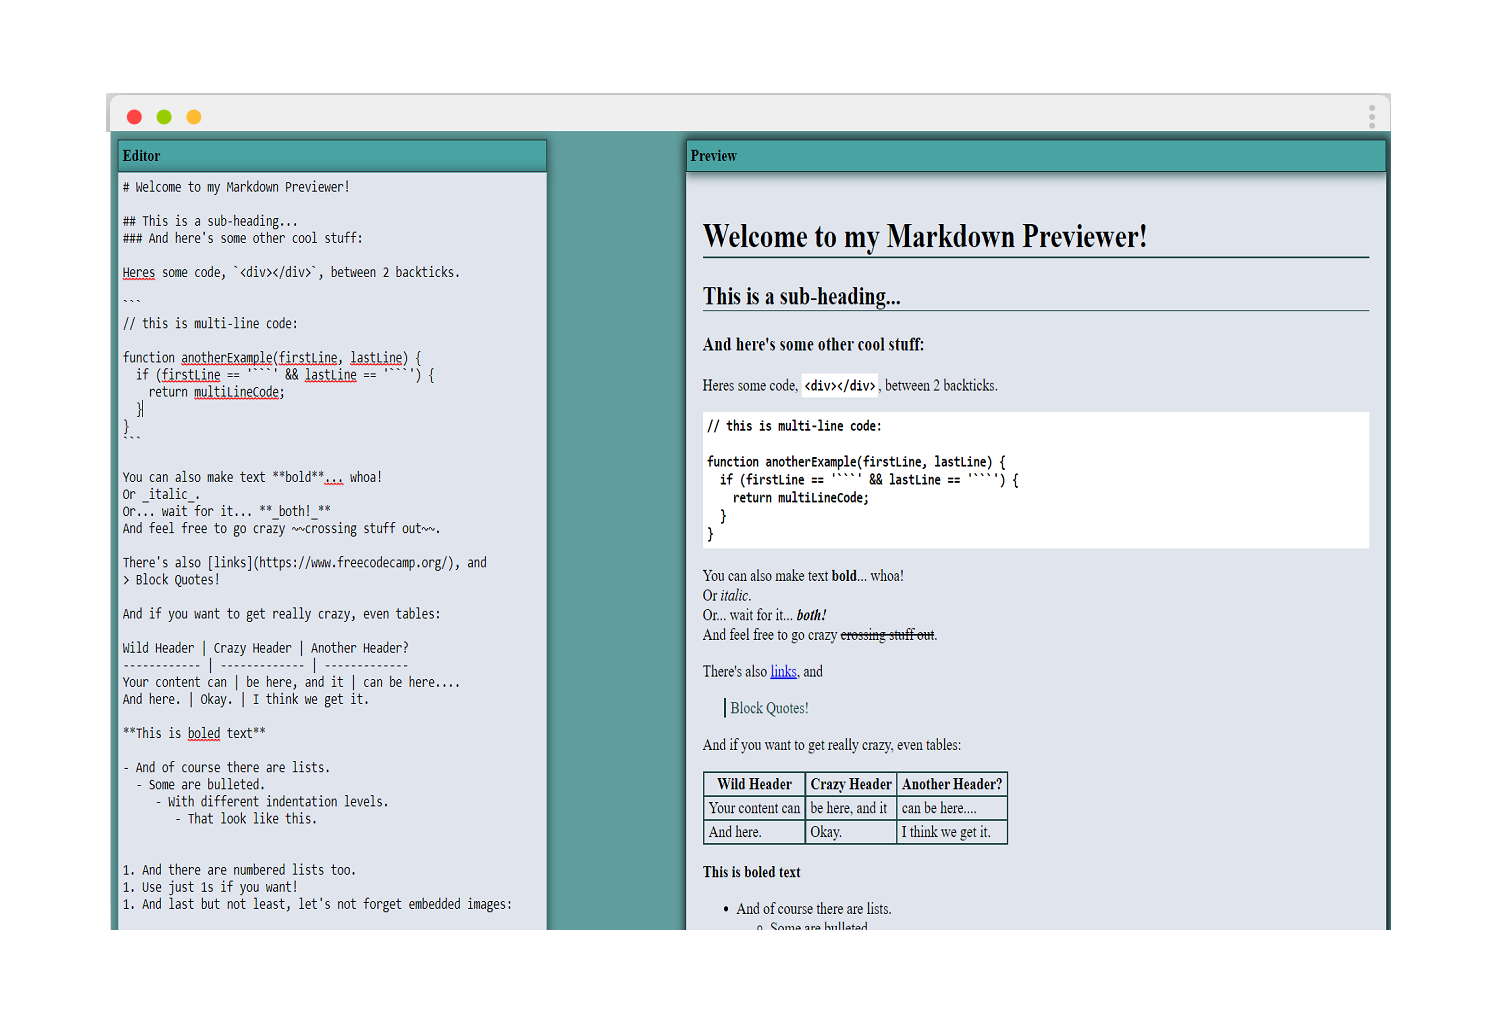 Editor
# Welcome to my Markdown Previewer!
## This is a sub-heading...
### And here's some other cool stuff:
Heres some code, `<div></div>`, between 2 backticks.
```
// this is multi-line code:
function anotherExample(firstLine, lastLine) {
  if (firstLine == '```' && lastLine == '```') {
    return multiLineCode;
  }
}
```
You can also make text **bold**... whoa!
Or _italic_.
Or... wait for it... **_both!_**
And feel free to go crazy ~~crossing stuff out~~.
There's also [links](https://www.freecodecamp.org/), and
> Block Quotes!
And if you want to get really crazy, even tables:
Wild Header | Crazy Header | Another Header?
------------ | ------------- | -------------
Your content can | be here, and it | can be here....
And here. | Okay. | I think we get it.
**This is boled text**
- And of course there are lists.
  - Some are bulleted.
     - With different indentation levels.
        - That look like this.
1. And there are numbered lists too.
1. Use just 1s if you want!
1. And last but not least, let's not forget embedded images:
Preview
Welcome to my Markdown Previewer!
This is a sub-heading...
And here's some other cool stuff:
Heres some code, <div></div>, between 2 backticks.
// this is multi-line code:
function anotherExample(firstLine, lastLine) {
  if (firstLine == '```' && lastLine == '```') {
    return multiLineCode;
  }
}
You can also make text bold... whoa!
Or italic.
Or... wait for it... both!
And feel free to go crazy crossing stuff out.
There's also links, and
Block Quotes!
And if you want to get really crazy, even tables:
Wild Header Crazy Header Another Header?
Your content can be here, and it can be here....
And here. Okay. I think we get it.
This is boled text
• And of course there are lists.
o Some are bulleted.